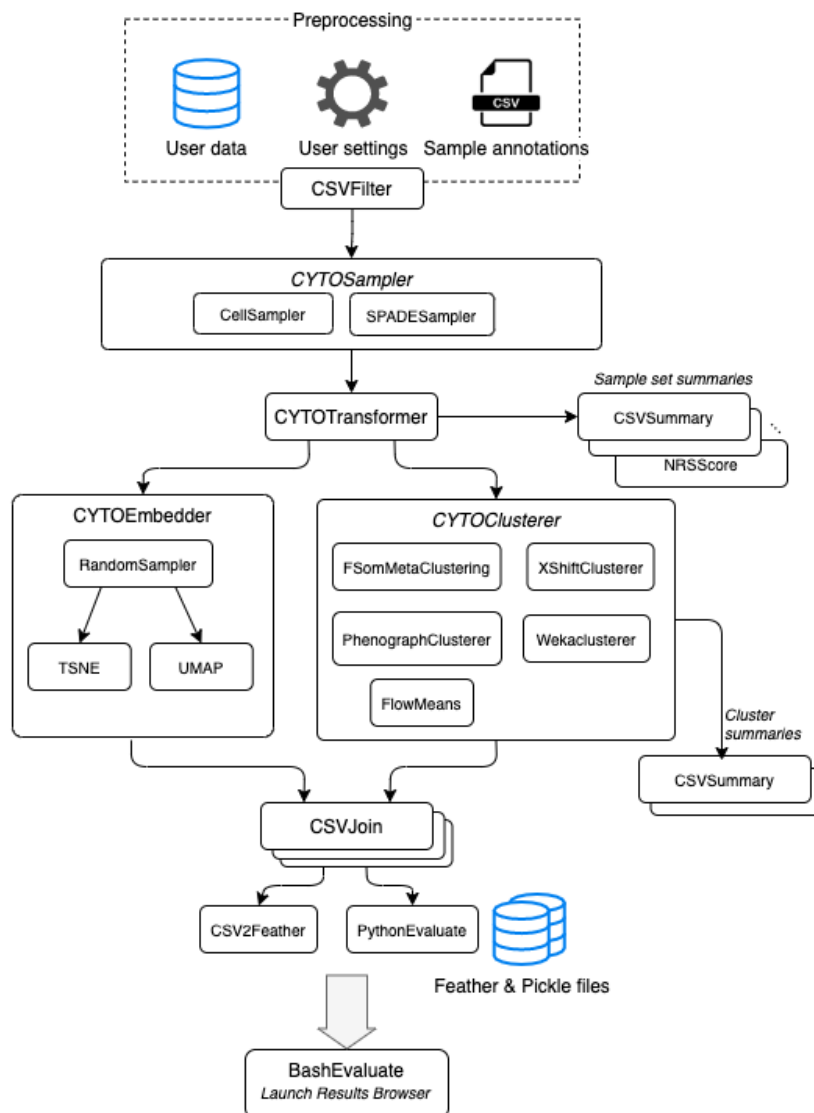 Preprocessing
CSV
User data
User settings
Sample annotations
CSVFilter
CYTOSampler
CellSampler
SPADESampler
Sample set summaries
CYTOTransformer
CSVSummary
NRSScore
CYTOEmbedder
CYTOClusterer
RandomSampler
FSomMetaClustering
XShiftClusterer
TSNE
UMAP
PhenographClusterer
Wekaclusterer
FlowMeans
Cluster
summaries
CSVSummary
CSVJoin
CSV2Feather
PythonEvaluate
Feather & Pickle files
BashEvaluate
Launch Results Browser